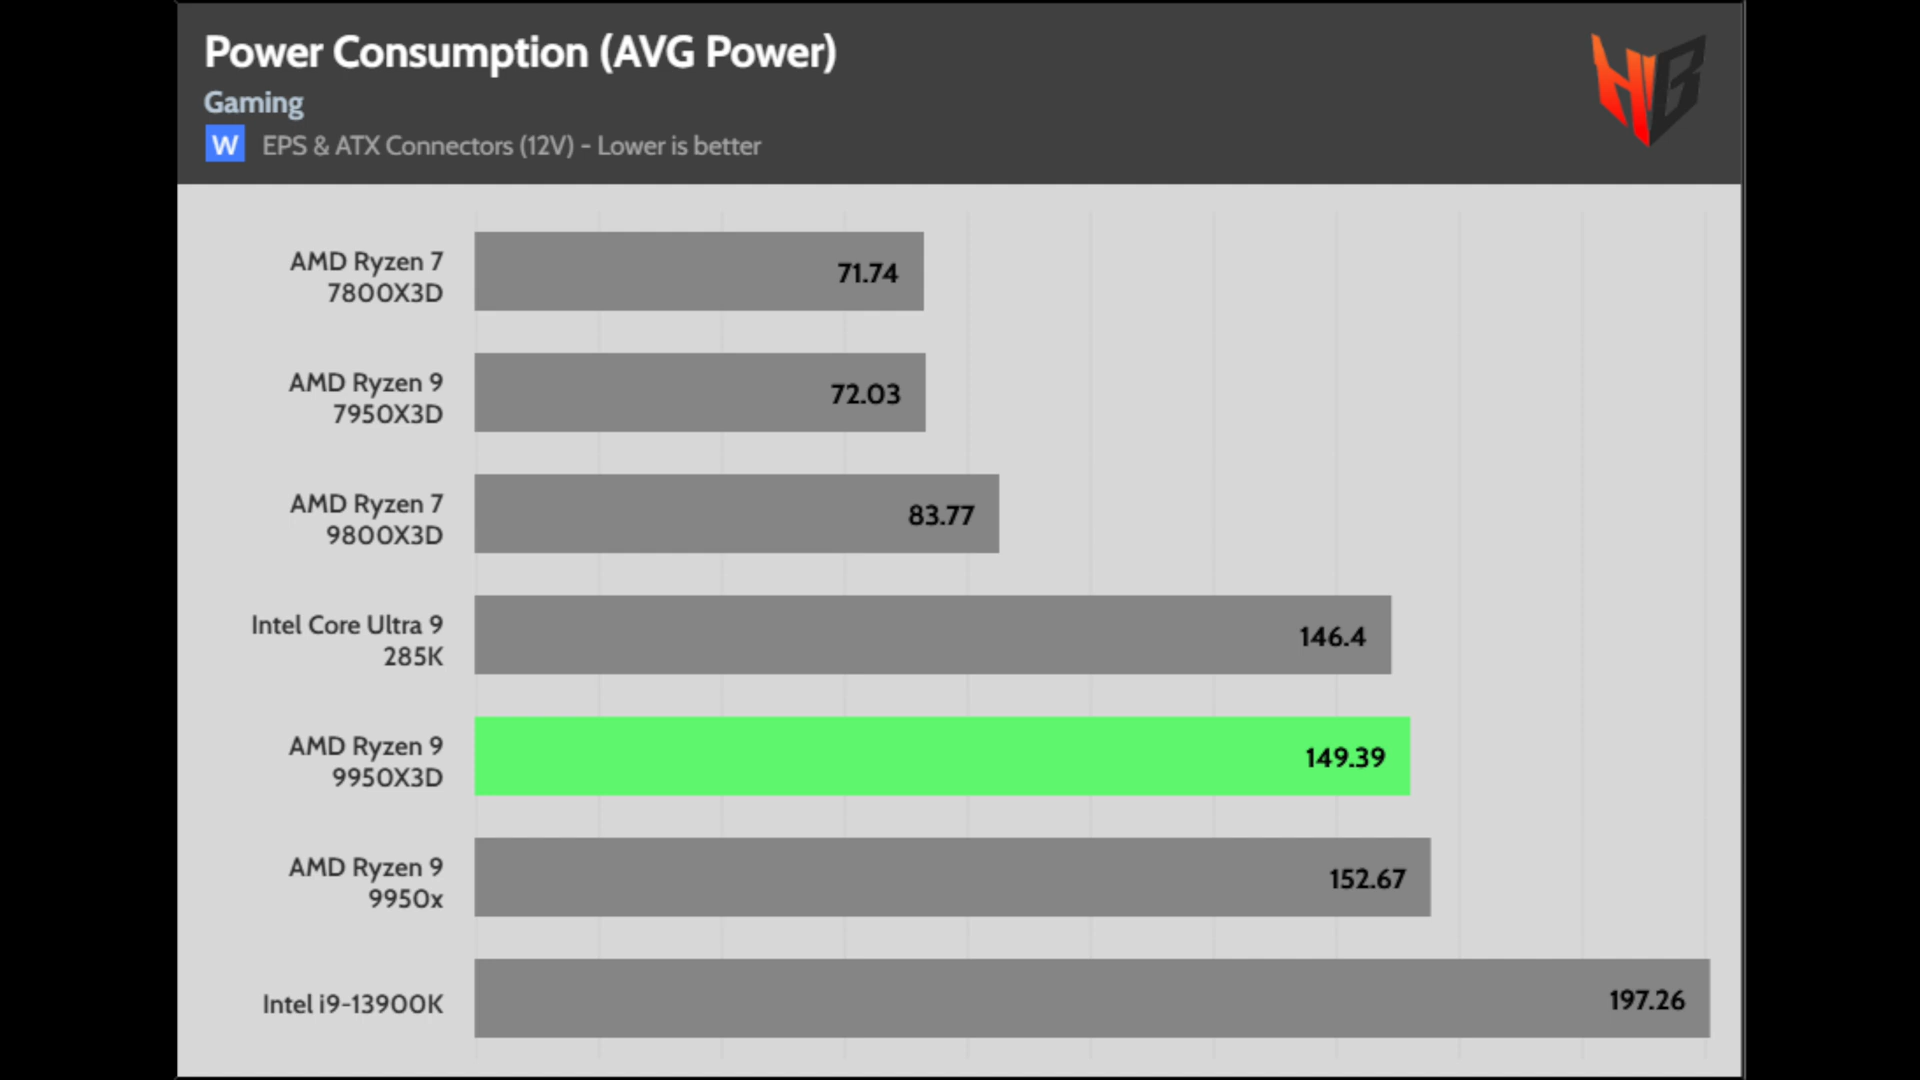 Power Consumption (AVG Power)
Gaming
W EPS & ATX Connectors (12V) - Lower is better
HB
AMD Ryzen 7
7800X3D
71.74
AMD Ryzen 9
7950X3D
72.03
AMD Ryzen 7
9800X3D
83.77
Intel Core Ultra 9
285K
146.4
AMD Ryzen 9
9950X3D
149.39
AMD Ryzen 9
9950x
152.67
Intel i9-13900K
197.26